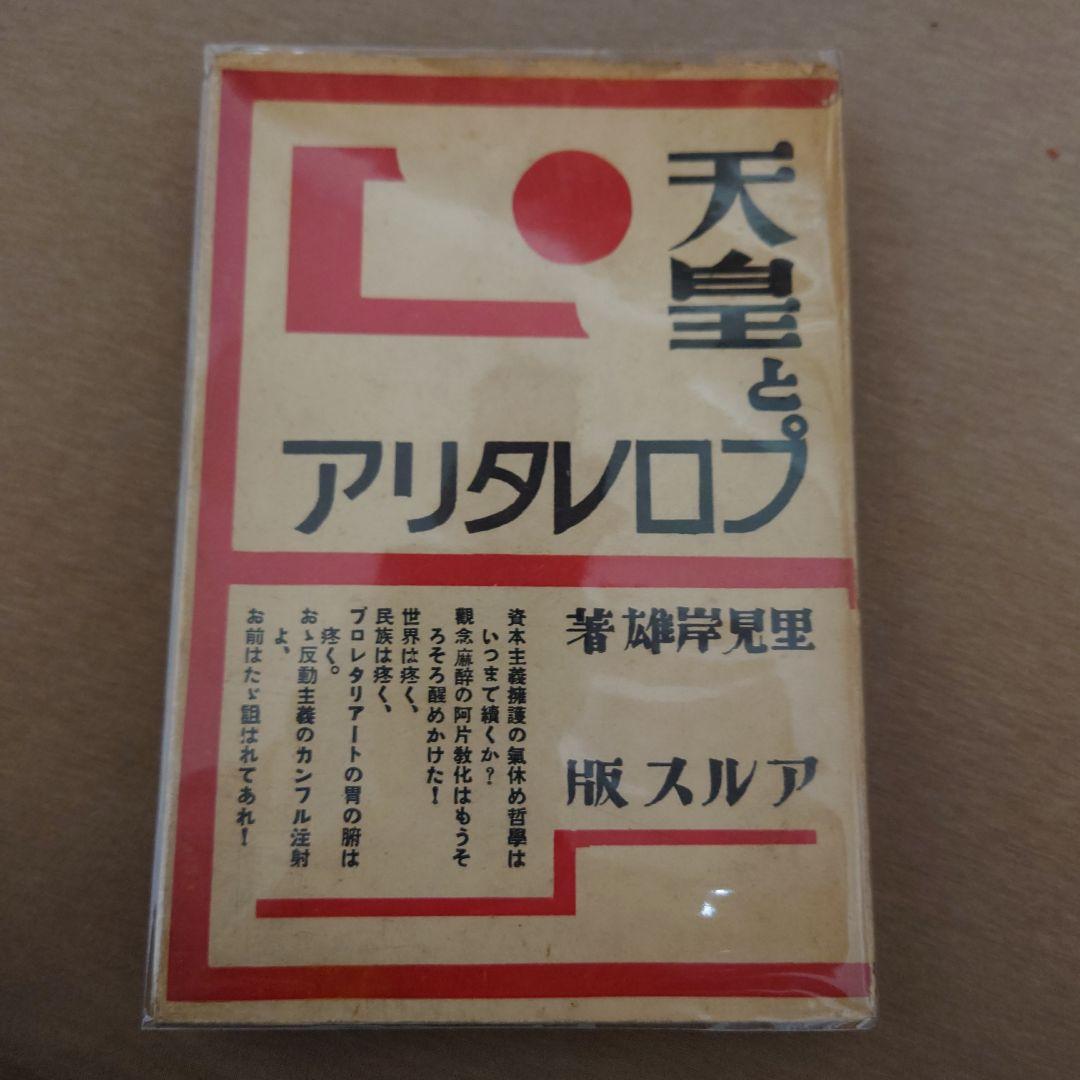 天皇と
プロレタリア
里見岸雄著
アルス版
資本主義擁護の氣休め哲學は
いつまで續くか?
觀念麻醉の阿片敎化はもうそ
ろそろ醒めかけた!
世界は疼く、
民族は疼く、
プロレタリアートの胃の腑は
疼く。
おゝ反動主義のカンフル注射
よ、
お前はたゞ詛はれてあれ!